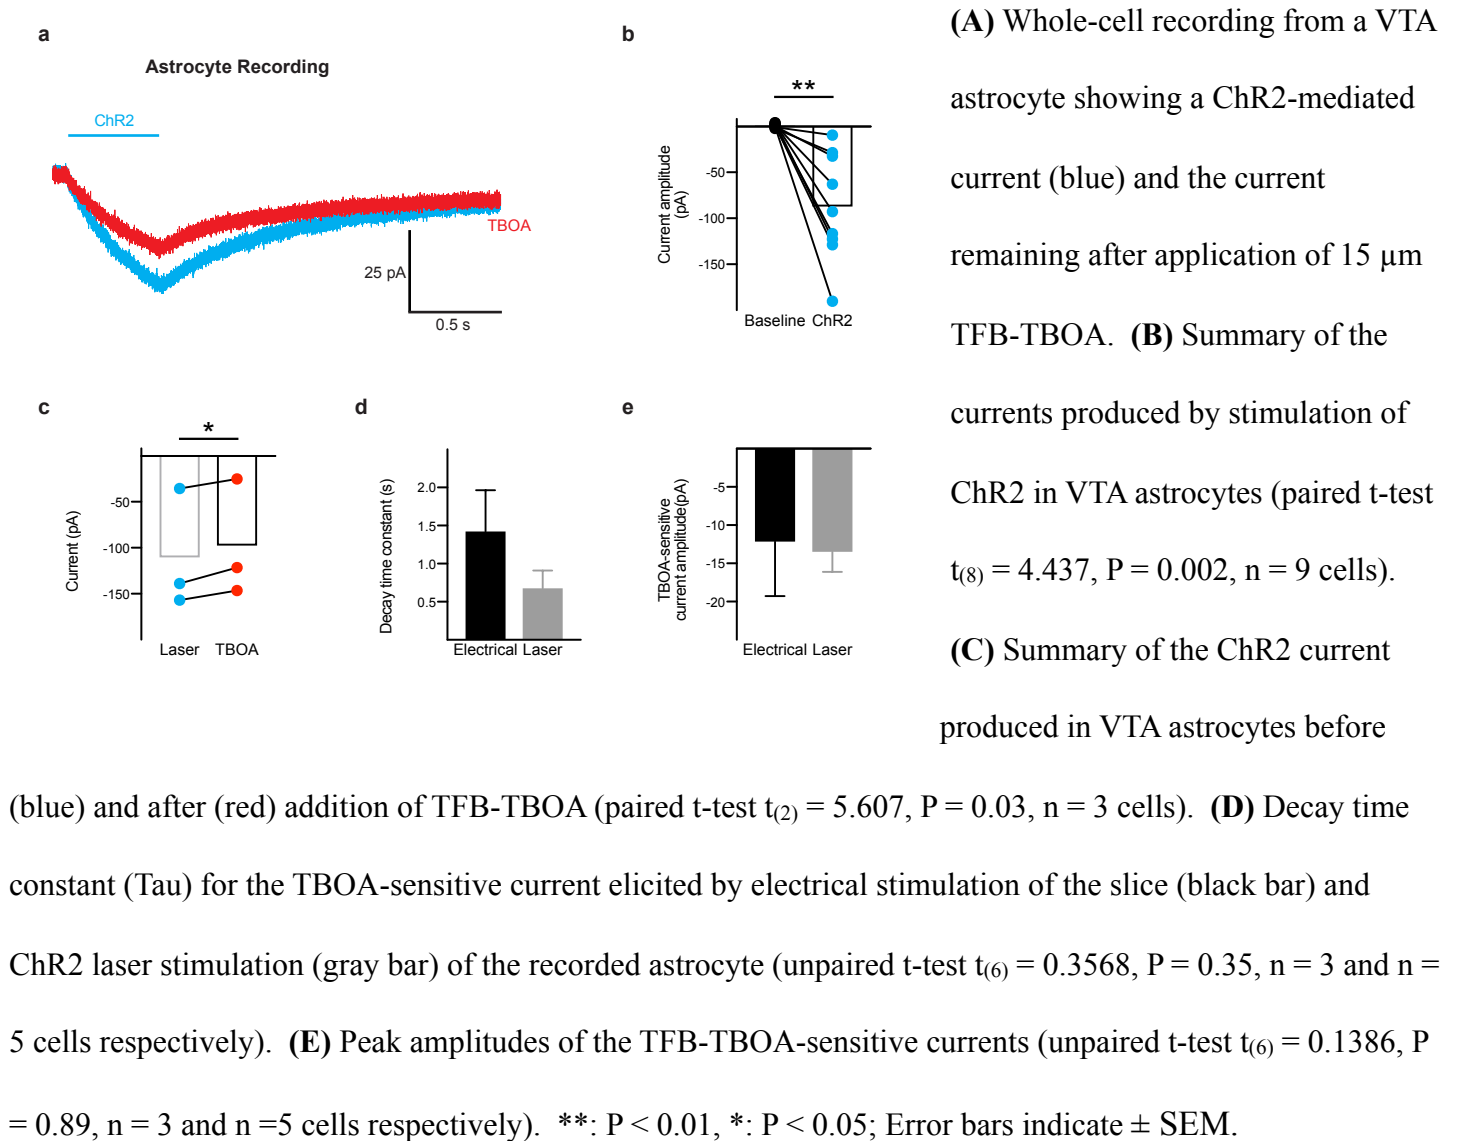 a
Astrocyte Recording
ChR2
TBOA
25 pA
0.5 s
b
**
-50
-100
-150
Current amplitude
(pA)
Baseline ChR2
c
*
-50
-100
-150
Current (pA)
Laser TBOA
d
2.0
1.5
1.0
0.5
Decay time constant (s)
Electrical Laser
e
-5
-10
-15
-20
TBOA-sensitive
current amplitude(pA)
Electrical Laser
(A) Whole-cell recording from a VTA
astrocyte showing a ChR2-mediated
current (blue) and the current
remaining after application of 15 µm
TFB-TBOA. (B) Summary of the
currents produced by stimulation of
ChR2 in VTA astrocytes (paired t-test
t(8) = 4.437, P = 0.002, n = 9 cells).
(C) Summary of the ChR2 current
produced in VTA astrocytes before
(blue) and after (red) addition of TFB-TBOA (paired t-test t(2) = 5.607, P = 0.03, n = 3 cells). (D) Decay time
constant (Tau) for the TBOA-sensitive current elicited by electrical stimulation of the slice (black bar) and
ChR2 laser stimulation (gray bar) of the recorded astrocyte (unpaired t-test t(6) = 0.3568, P = 0.35, n = 3 and n =
5 cells respectively). (E) Peak amplitudes of the TFB-TBOA-sensitive currents (unpaired t-test t(6) = 0.1386, P
= 0.89, n = 3 and n =5 cells respectively). **: P < 0.01, *: P < 0.05; Error bars indicate ± SEM.